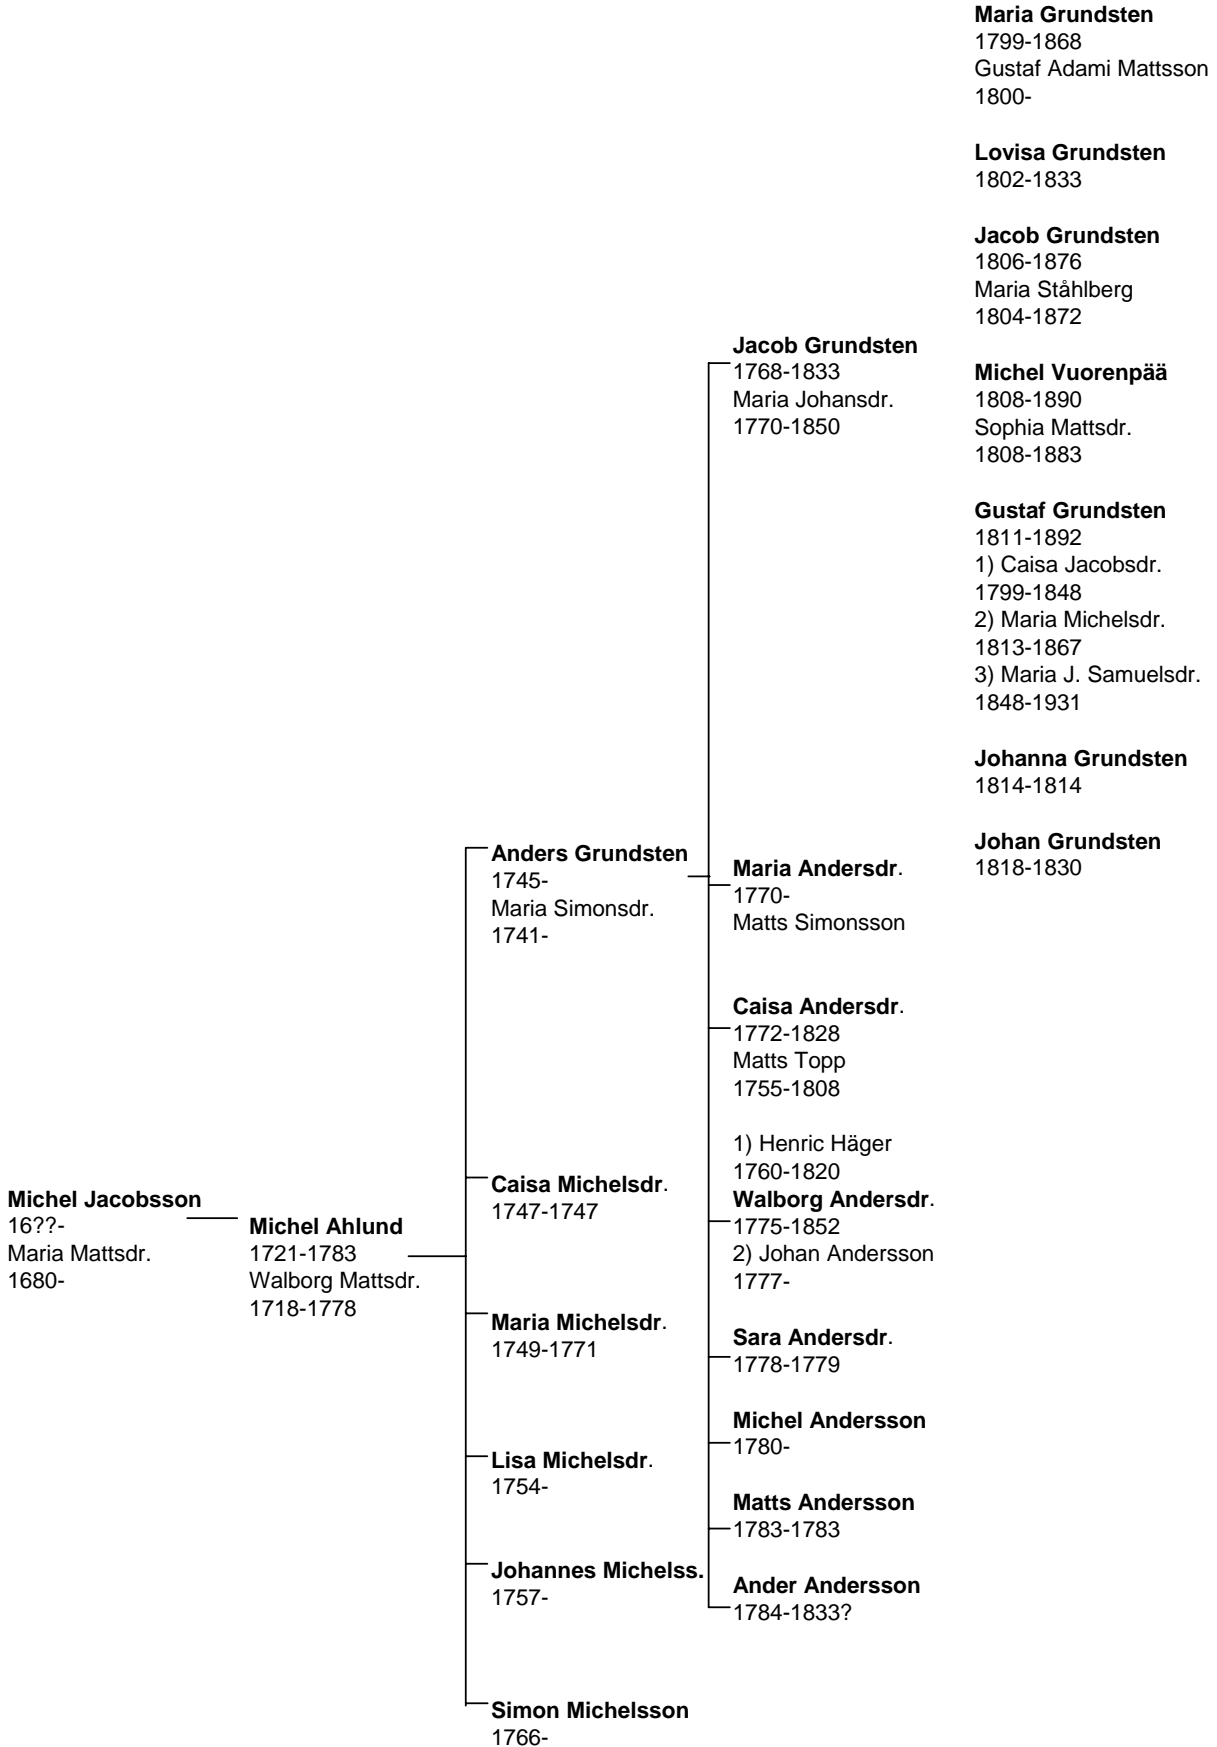 Maria Grundsten
1799-1868
Gustaf Adami Mattsson
1800-
Lovisa Grundsten
1802-1833
Jacob Grundsten
1806-1876
Maria Ståhlberg
1804-1872
Michel Vuorenpää
1808-1890
Sophia Mattsdr.
1808-1883
Gustaf Grundsten
1811-1892
1) Caisa Jacobsdr.
1799-1848
2) Maria Michelsdr.
1813-1867
3) Maria J. Samuelsdr.
1848-1931
Johanna Grundsten
1814-1814
Johan Grundsten
1818-1830
Jacob Grundsten
1768-1833
Maria Johansdr.
1770-1850
Maria Andersdr.
1770-
Matts Simonsson
Caisa Andersdr.
1772-1828
Matts Topp
1755-1808
1) Henric Häger
1760-1820
Walborg Andersdr.
1775-1852
2) Johan Andersson
1777-
Sara Andersdr.
1778-1779
Michel Andersson
1780-
Matts Andersson
1783-1783
Ander Andersson
1784-1833?
Anders Grundsten
1745-
Maria Simonsdr.
1741-
Caisa Michelsdr.
1747-1747
Maria Michelsdr.
1749-1771
Lisa Michelsdr.
1754-
Johannes Michelss.
1757-
Simon Michelsson
1766-
Michel Ahlund
1721-1783
Walborg Mattsdr.
1718-1778
Michel Jacobsson
16??-
Maria Mattsdr.
1680-